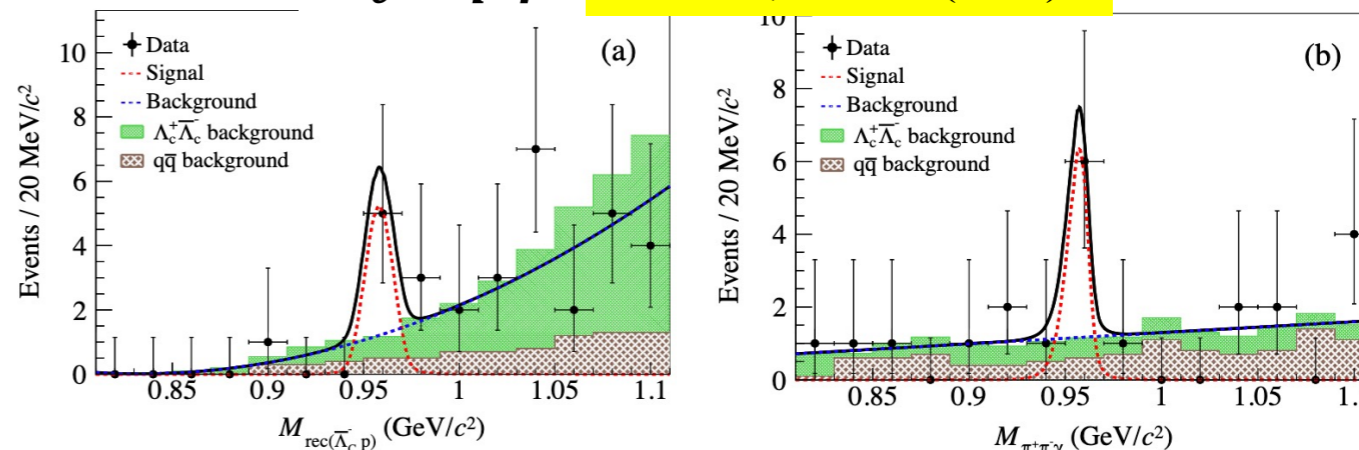 10
8
6
4
2
0
Events / 20 MeV/c²
Data
Signal
Background
Λc⁺Λ̅c⁻ background
qq̅ background
(a)
0.85 0.9 0.95 1 1.05 1.1
M rec(Λ̅c⁻ p) (GeV/c²)
10
8
6
4
2
0
Events / 20 MeV/c²
Data
Signal
Background
Λc⁺Λ̅c⁻ background
qq̅ background
(b)
0.85 0.9 0.95 1 1.05
M π⁺π⁻γ (GeV/c²)